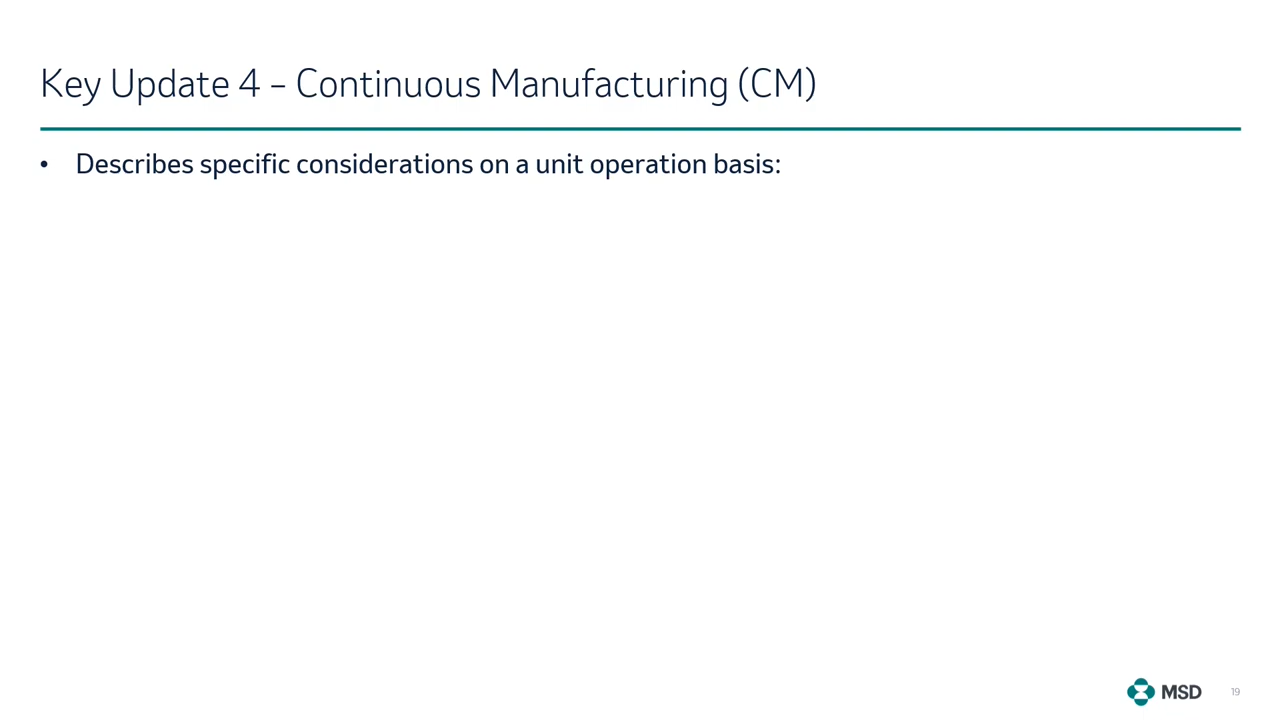 Key Update 4 – Continuous Manufacturing (CM)
• Describes specific considerations on a unit operation basis:
MSD
19